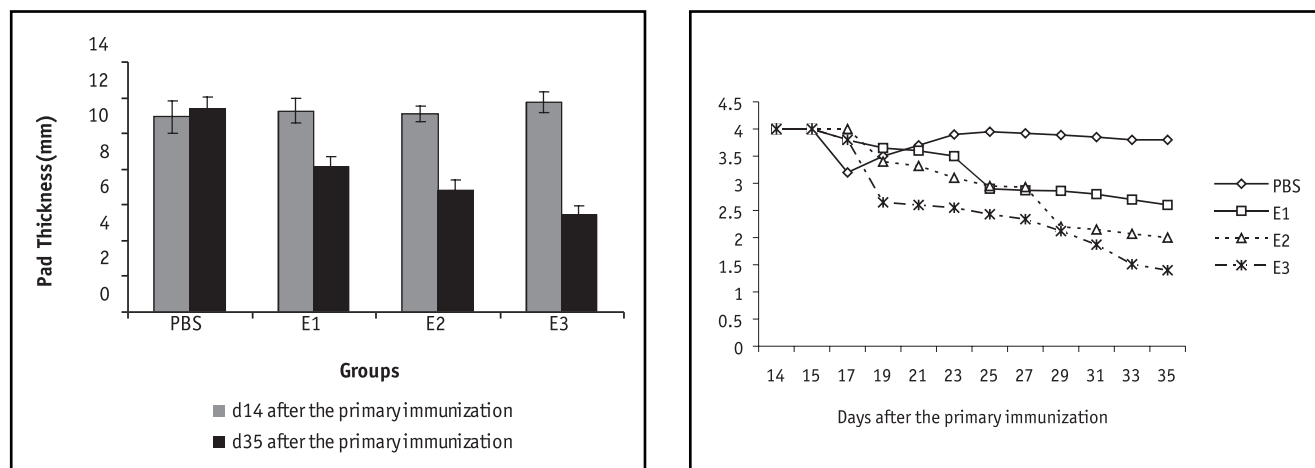 14
12
10
8
6
4
2
0
Pad Thickness(mm)
PBS E1 E2 E3
Groups
d14 after the primary immunization
d35 after the primary immunization
4.5
4
3.5
3
2.5
2
1.5
1
0.5
0
14 15 17 19 21 23 25 27 29 31 33 35
Days after the primary immunization
PBS
E1
E2
E3